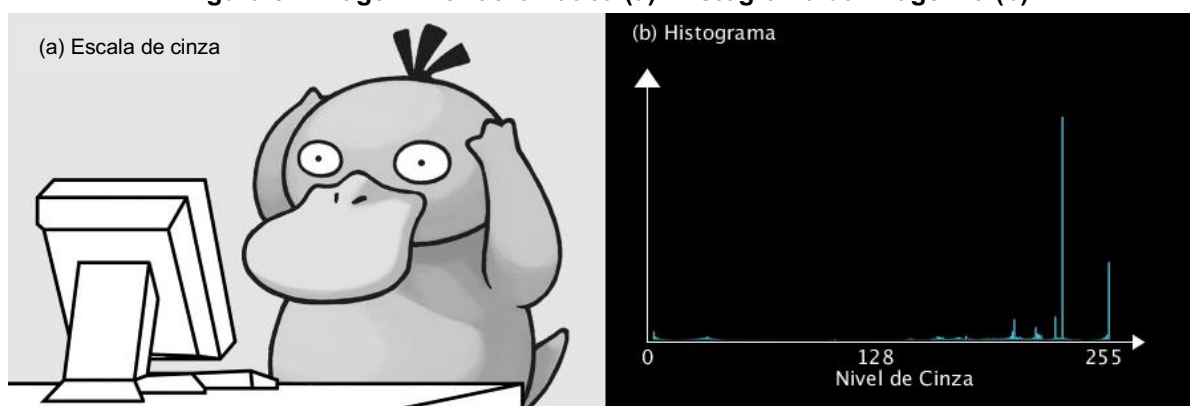 (a) Escala de cinza
(b) Histograma
0
128
255
Nivel de Cinza